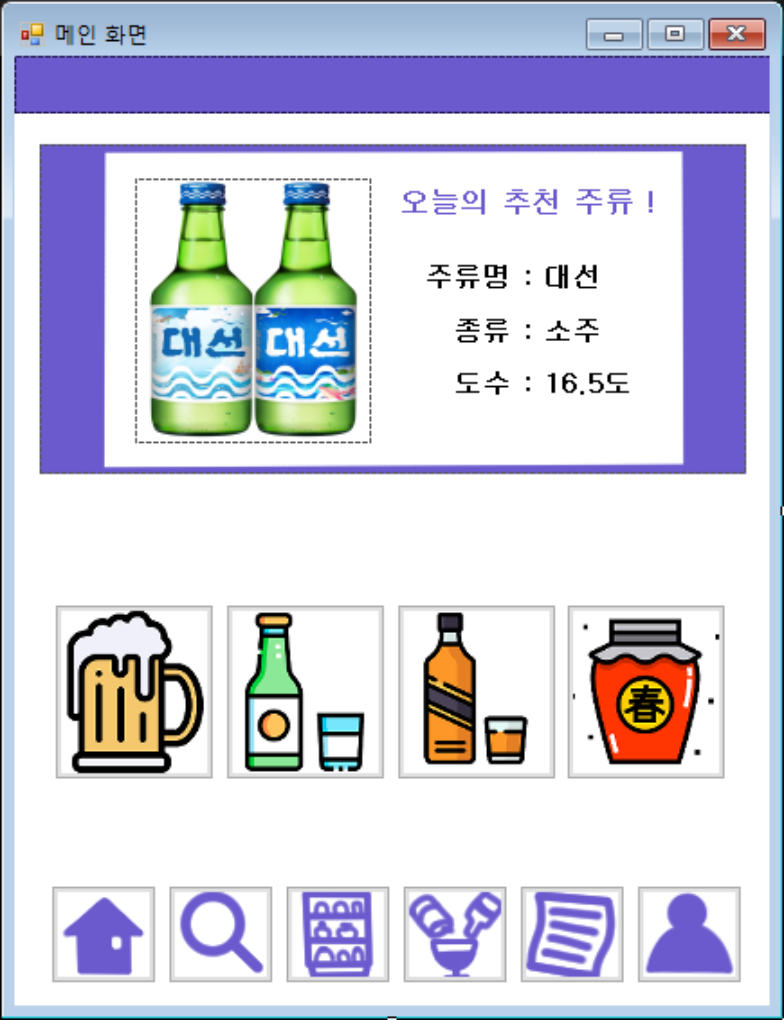 메인 화면
오늘의 추천 주류 !
대선 대선
주류명 : 대선
종류 : 소주
도수 : 16.5도
春